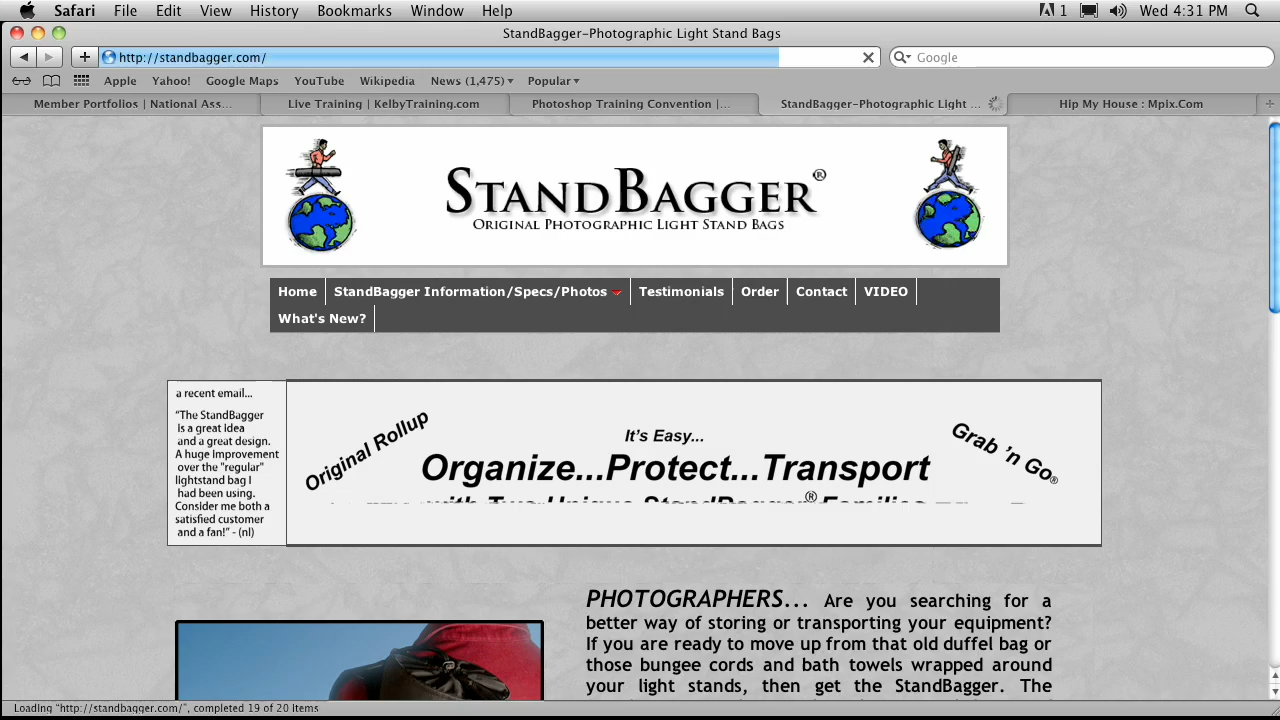 Safari File Edit View History Bookmarks Window Help 1 Wed 4:31 PM
StandBagger-Photographic Light Stand Bags
http://standbagger.com/ Google
Apple Yahoo! Google Maps YouTube Wikipedia News (1,475) Popular
Member Portfolios | National Ass... Live Training | KelbyTraining.com Photoshop Training Convention |... StandBagger-Photographic Light ... Hip My House : Mpix.Com
STANDBAGGER®
ORIGINAL PHOTOGRAPHIC LIGHT STAND BAGS
Home StandBagger Information/Specs/Photos Testimonials Order Contact VIDEO
What's New?
a recent email...
"The StandBagger
is a great idea
and a great design.
A huge improvement
over the "regular"
lightstand bag I
had been using.
Consider me both a
satisfied customer
and a fan!" - (nl)
Original Rollup
It's Easy...
Organize...Protect...Transport
with Two Unique StandBagger® Families
Grab 'n Go®
PHOTOGRAPHERS... Are you searching for a
better way of storing or transporting your equipment?
If you are ready to move up from that old duffel bag or
those bungee cords and bath towels wrapped around
your light stands, then get the StandBagger. The
Loading "http://standbagger.com/", completed 19 of 20 items